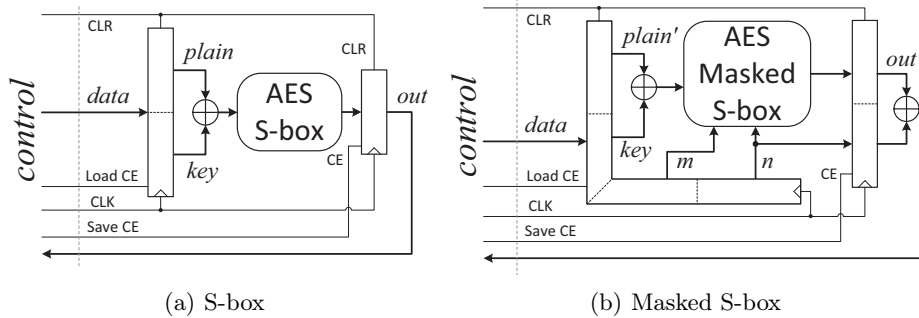 CLR
plain
CLR
control
data
AES
S-box
out
key
CE
Load CE
CLK
Save CE
(a) S-box
CLR
plain'
AES
Masked
S-box
out
control
data
key
m
n
CE
Load CE
CLK
Save CE
(b) Masked S-box